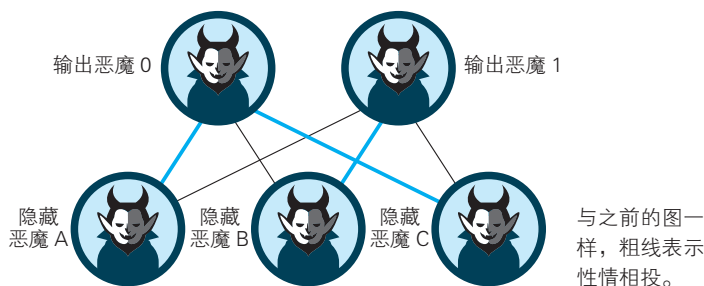 输出恶魔 0
输出恶魔 1
隐藏
恶魔 A
隐藏
恶魔 B
隐藏
恶魔 C
与之前的图一
样，粗线表示
性情相投。